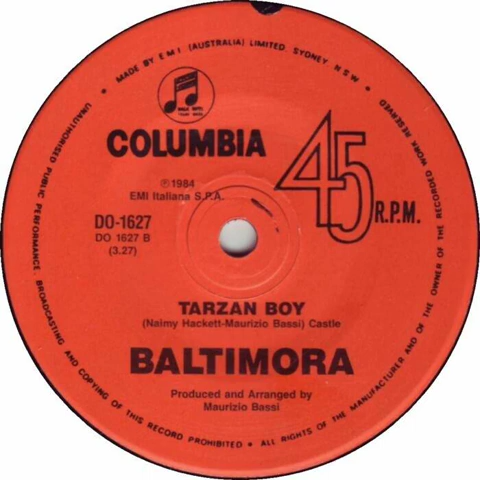 MADE BY E M I (AUSTRALIA) LIMITED SYDNEY N S W
• ALL RIGHTS OF THE MANUFACTURER AND OF THE OWNER OF THE RECORDED WORK RESERVED
UNAUTHORISED PUBLIC PERFORMANCE, BROADCASTING AND COPYING OF THIS RECORD PROHIBITED •
COLUMBIA
45
R.P.M.
℗1984
EMI Italiana S.P.A.
DO-1627
DO 1627 B
(3.27)
TARZAN BOY
(Naimy Hackett-Maurizio Bassi) Castle
BALTIMORA
Produced and Arranged by
Maurizio Bassi